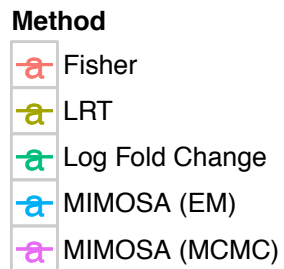 Method
a Fisher
a LRT
a Log Fold Change
a MIMOSA (EM)
a MIMOSA (MCMC)